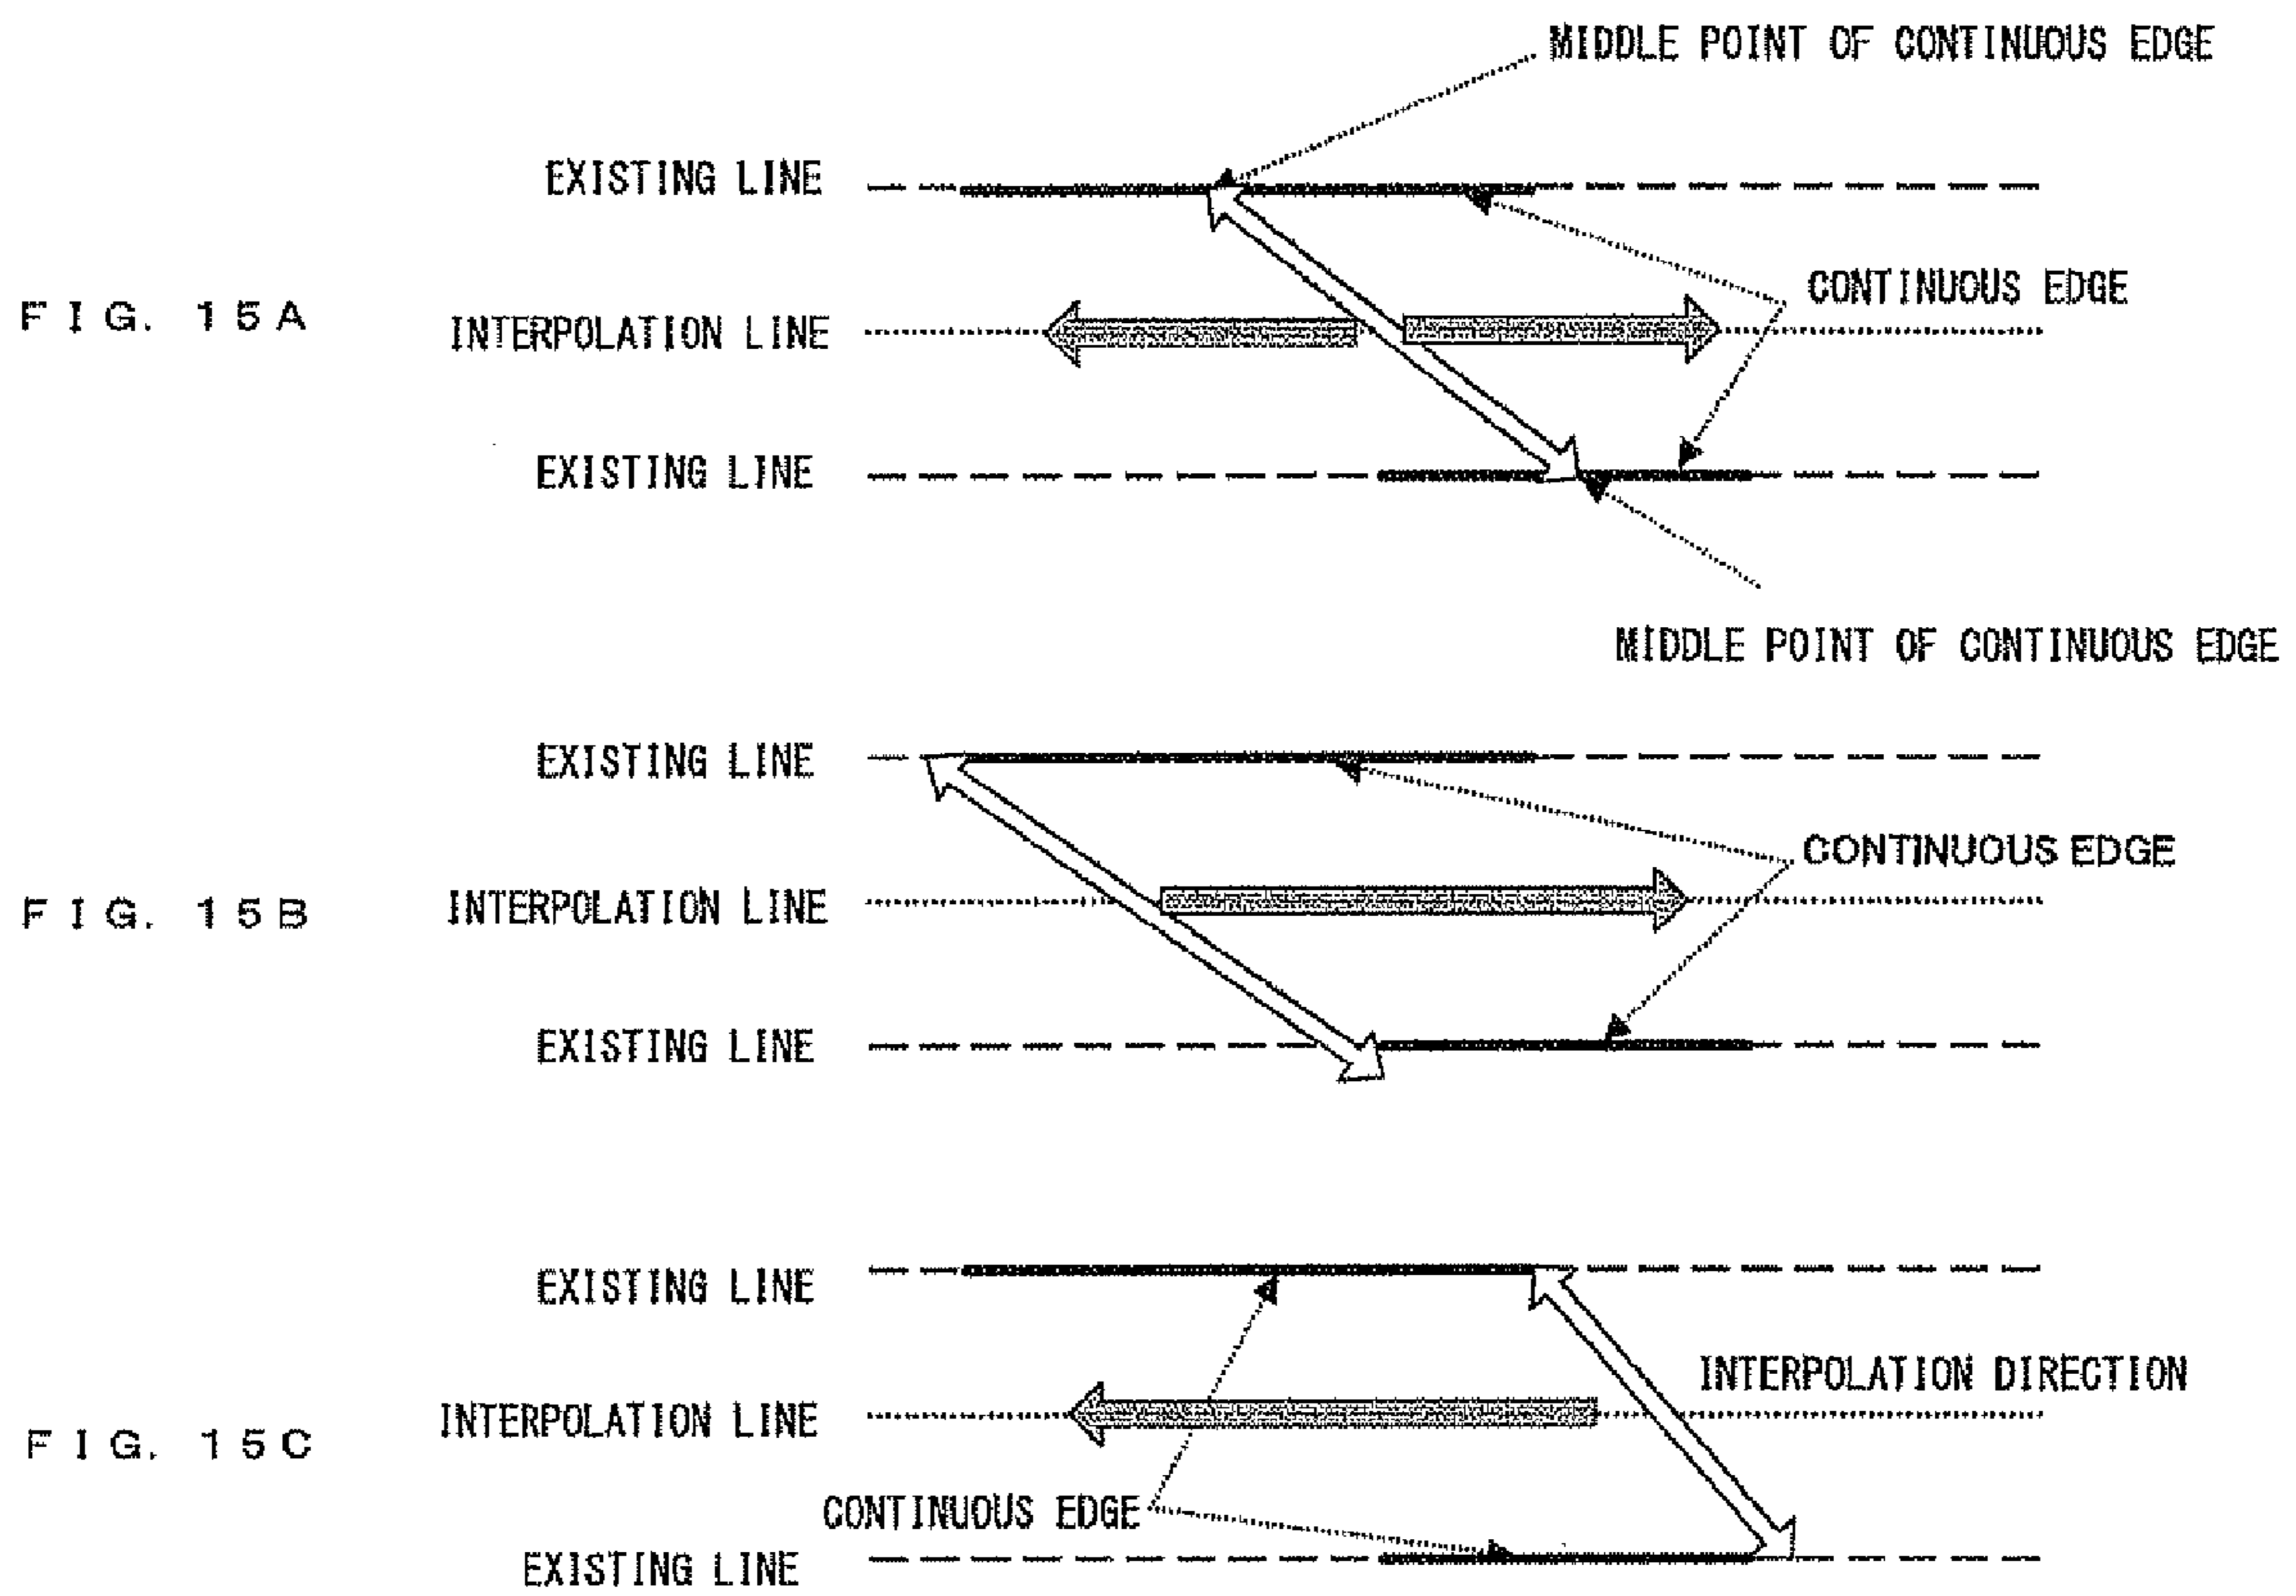 MIDDLE POINT OF CONTINUOUS EDGE
EXISTING LINE
CONTINUOUS EDGE
FIG. 15A
INTERPOLATION LINE
EXISTING LINE
MIDDLE POINT OF CONTINUOUS EDGE
EXISTING LINE
CONTINUOUS EDGE
FIG. 15B
INTERPOLATION LINE
EXISTING LINE
EXISTING LINE
INTERPOLATION DIRECTION
INTERPOLATION LINE
FIG. 15C
CONTINUOUS EDGE
EXISTING LINE